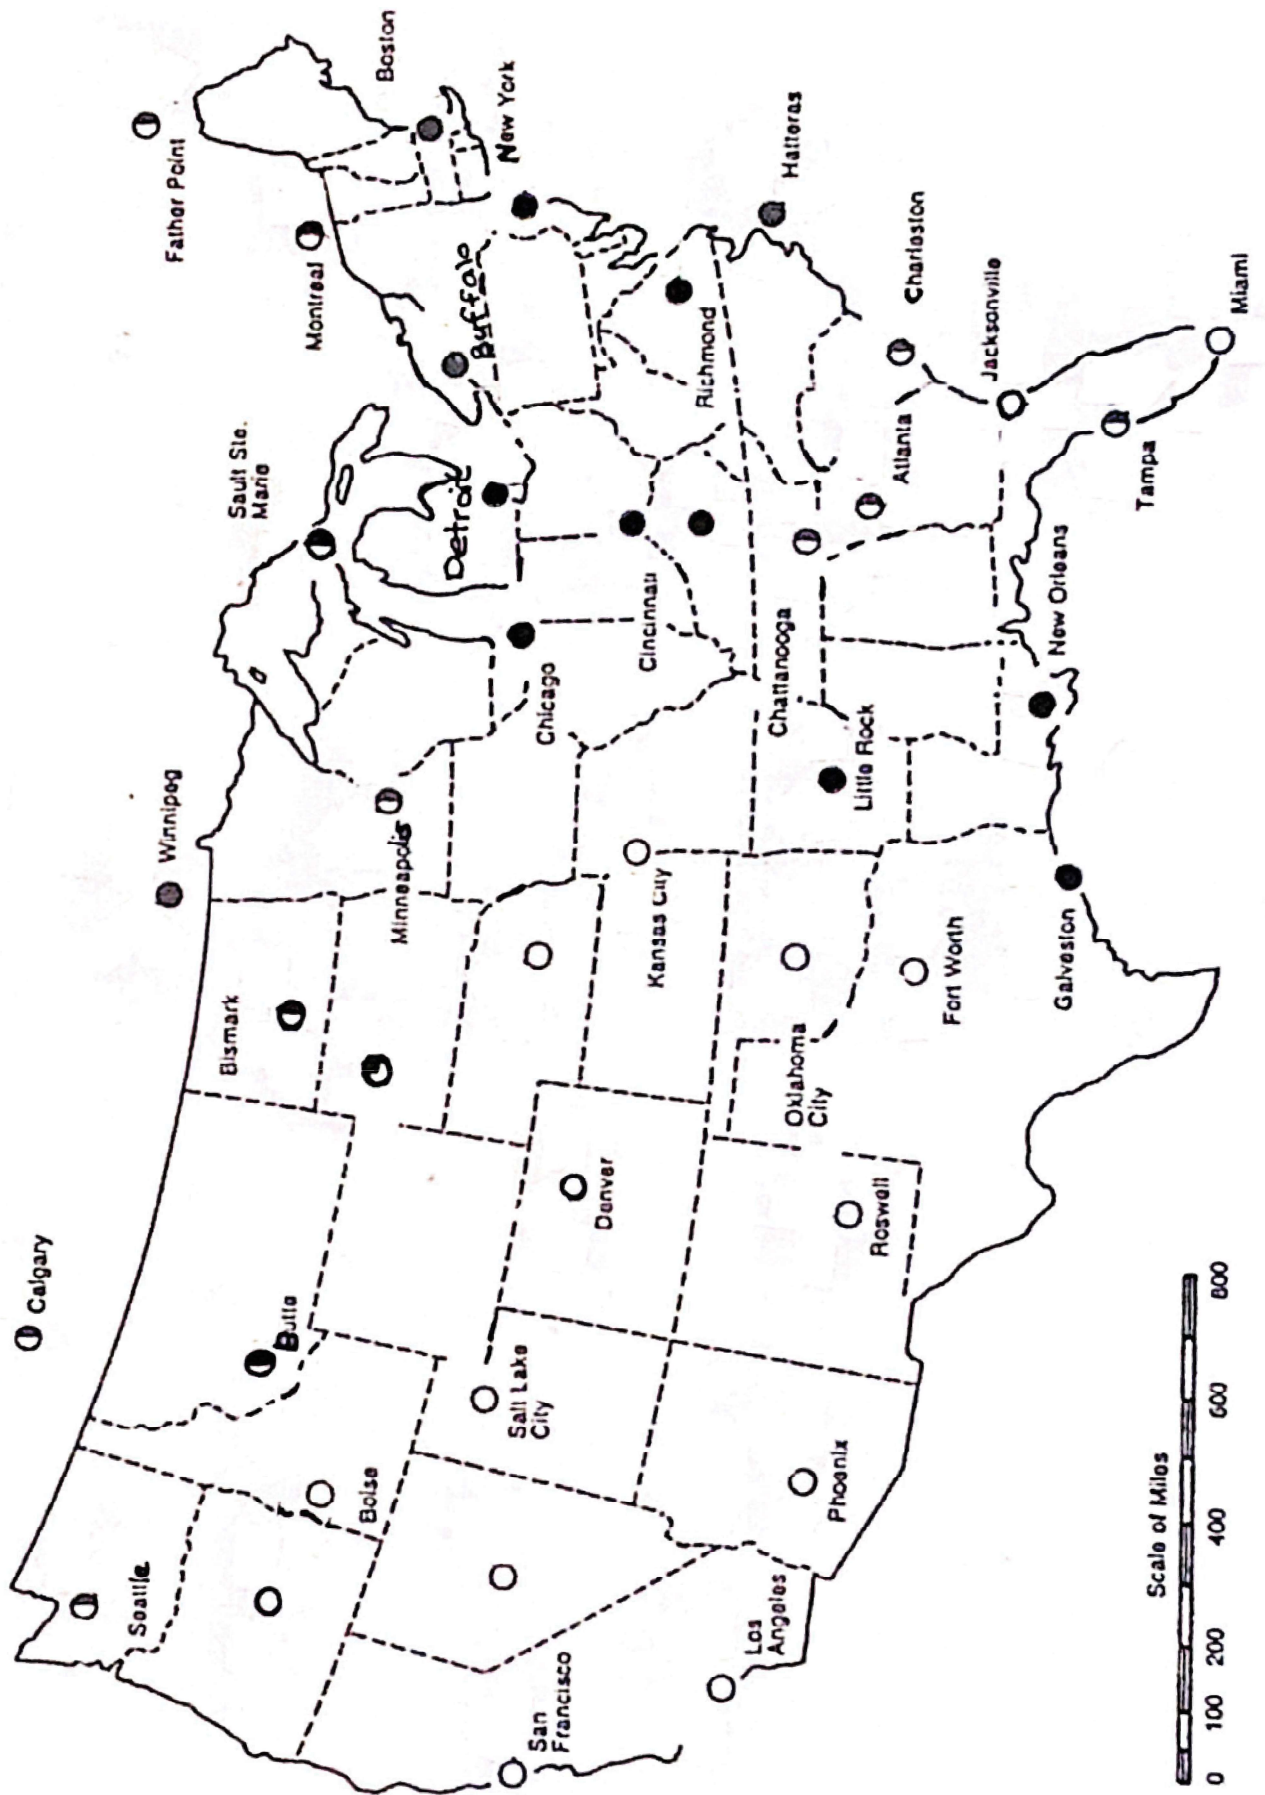 Calgary
Winnipeg
Father Point
Seattle
Butte
Bismark
Sault Ste.
Marie
Montreal
Boston
Minneapolis
Boise
Detroit
Buffalo
New York
Salt Lake
City
Chicago
San
Francisco
Denver
Cincinnati
Kansas City
Richmond
Hatteras
Los
Angeles
Phoenix
Roswell
Oklahoma
City
Chattanooga
Little Rock
Atlanta
Charleston
Fort Worth
Jacksonville
New Orleans
Galveston
Tampa
Miami
Scale of Miles
0 100 200 400 600 800